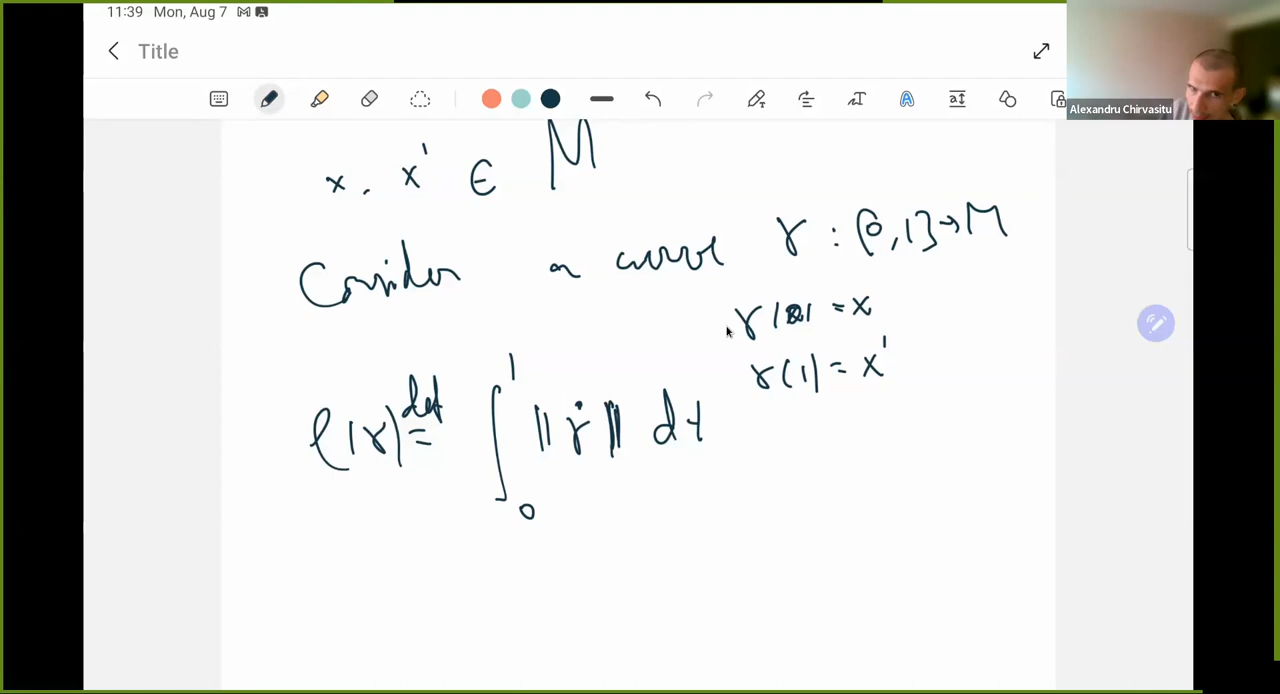 11:39 Mon, Aug 7
Title
Alexandru Chirvasitu
x, x' ∈ M
Consider a curve γ : [0,1] → M
γ(0) = x
γ(1) = x'
ℓ(γ) def= ∫₀¹ ‖γ̇‖ dt